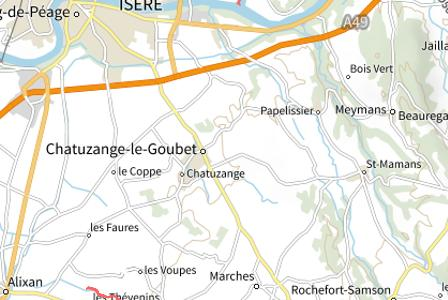 ISÈRE
g-de-Péage
A49
Jailla
Bois Vert
Papelissier
Meymans
Beaurega
Chatuzange-le-Goubet
St-Mamans
le Coppe
Chatuzange
les Faures
les Voupes
Alixan
Marches
Rochefort-Samson
les Thévenins